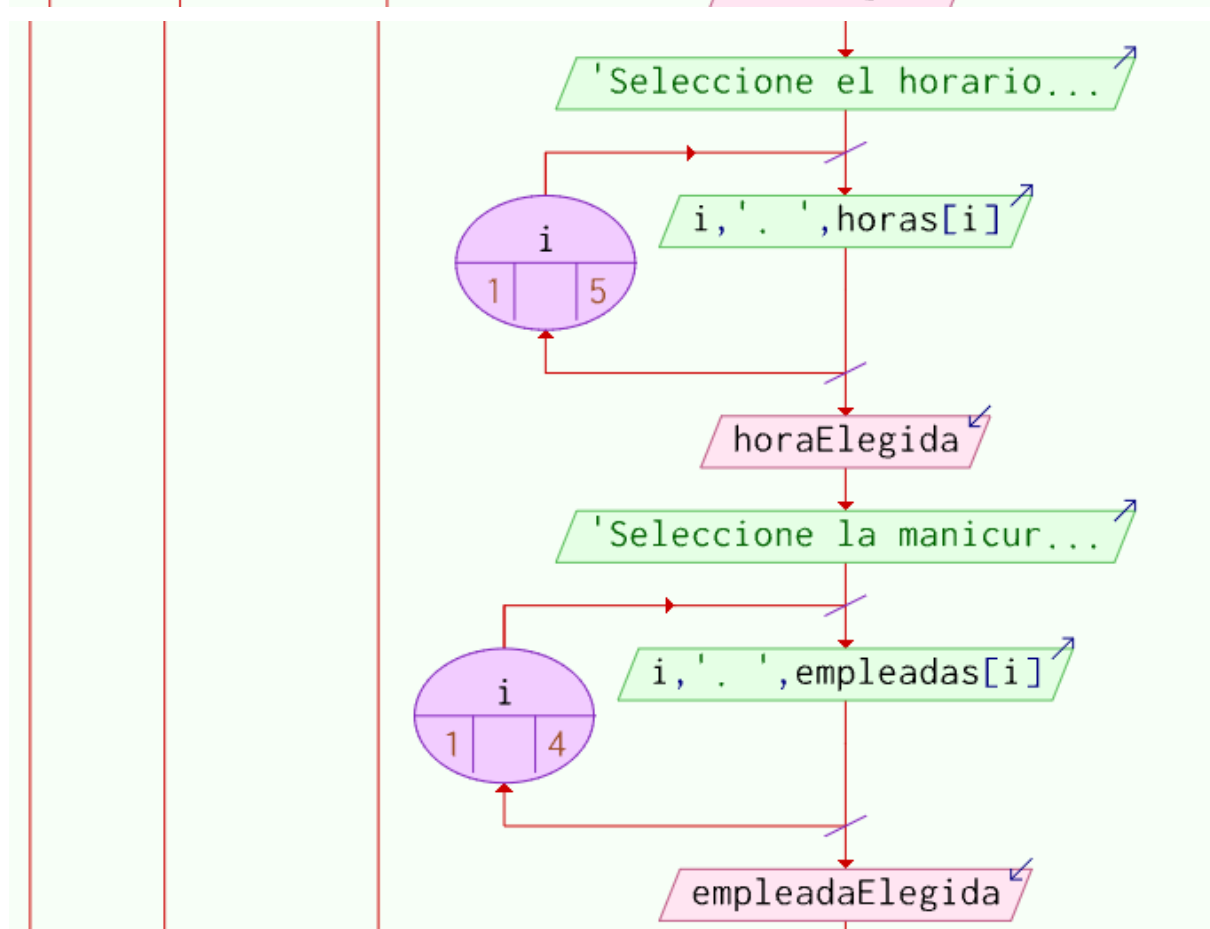 'Seleccione el horario...
i,'. ',horas[i]
i
1 5
horaElegida
'Seleccione la manicur...
i,'. ',empleadas[i]
i
1 4
empleadaElegida